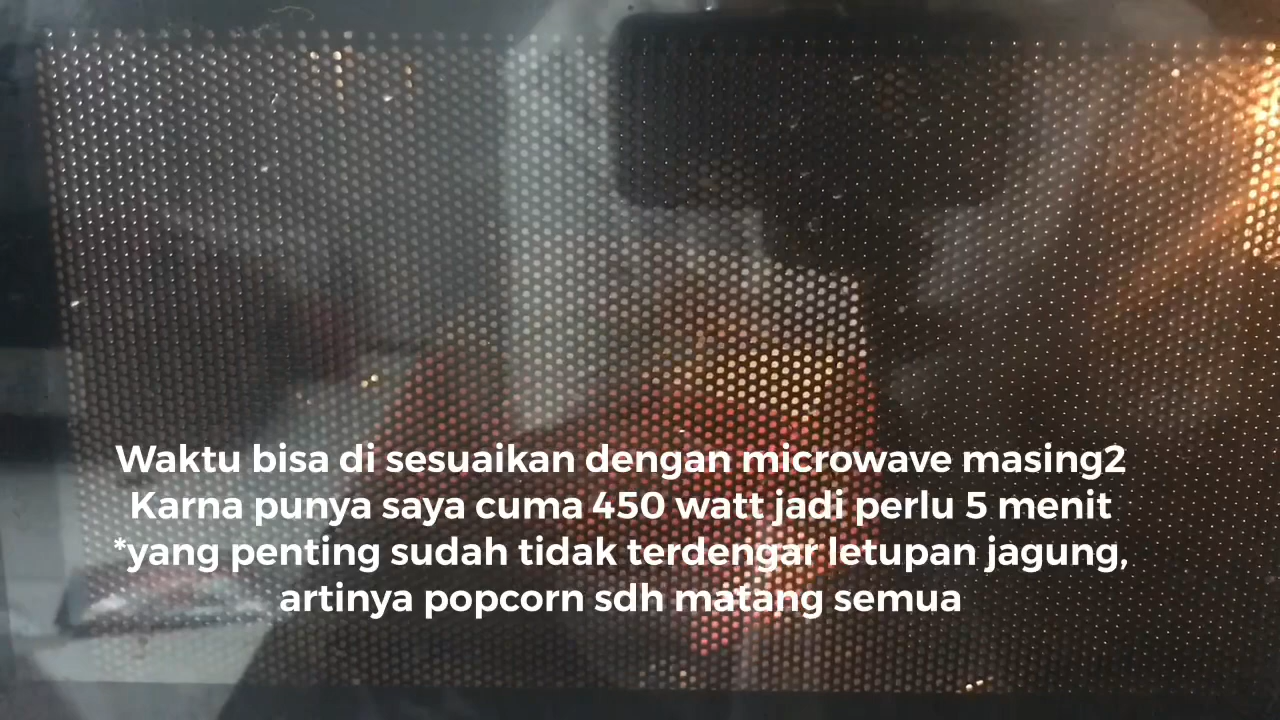 Waktu bisa di sesuaikan dengan microwave masing2
Karna punya saya cuma 450 watt jadi perlu 5 menit
*yang penting sudah tidak terdengar letupan jagung,
artinya popcorn sdh matang semua